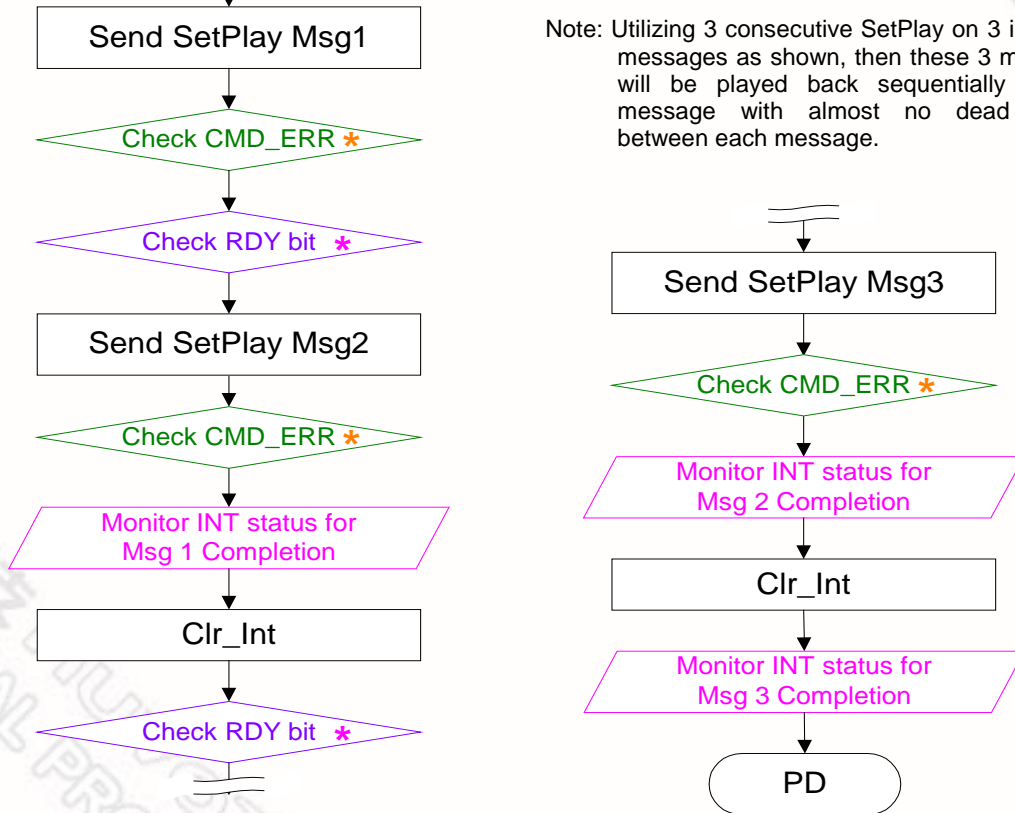 Send SetPlay Msg1
Check CMD_ERR *
Check RDY bit *
Send SetPlay Msg2
Check CMD_ERR *
Monitor INT status for
Msg 1 Completion
Clr_Int
Check RDY bit *
Note: Utilizing 3 consecutive SetPlay on 3
messages as shown, then these 3
will be played back sequentially
message with almost no dead
between each message.
Send SetPlay Msg3
Check CMD_ERR *
Monitor INT status for
Msg 2 Completion
Clr_Int
Monitor INT status for
Msg 3 Completion
PD